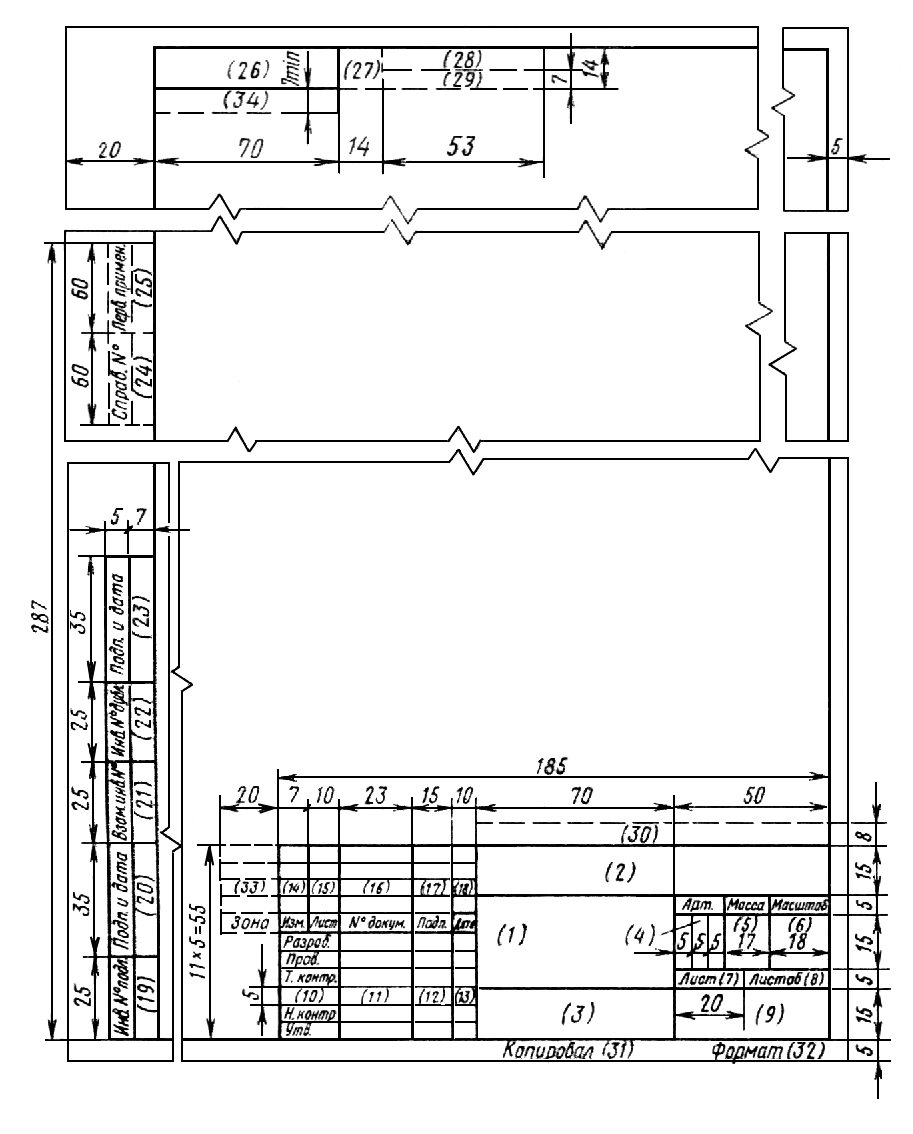 (26) 7min (27) (28) 14
(34) (29) 7
20 70 14 53 5
60 Перв. примен. (25)
60 Справ. № (24)
5 7
287
35 Подп. и дата (23)
25 Инв. № дубл. (22)
25 Взам. инв. № (21)
35 Подп. и дата (20)
25 Инв. № подл. (19)
185
20 7 10 23 15 10 70 50
(30) 8
(2) 15
(33) (14) (15) (16) (17) (18)
Арт. Масса Масштаб 5
Зона Изм. Лист № докум. Подп. Дата
(1) (4) (5) (6)
5 5 5 17 18 15
11×5=55
Разраб.
Пров.
Т. контр. Лист (7) Листаб (8) 5
5 (10) (11) (12) (13)
Н. контр (3) 20 (9) 15
Утв.
Копировал (31) Формат (32) 5